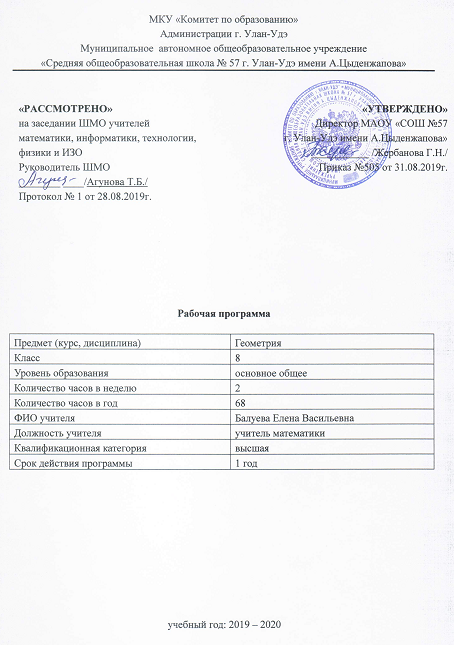 МКУ «Комитет по образованию»
Администрации г. Улан-Удэ
Муниципальное автономное общеобразовательное учреждение
«Средняя общеобразовательная школа № 57 г. Улан-Удэ имени А.Цыденжапова»
«РАССМОТРЕНО»
на заседании ШМО учителей
математики, информатики, технологии,
физики и ИЗО
Руководитель ШМО
/Агунова Т.Б./
Протокол № 1 от 28.08.2019г.
«УТВЕРЖДЕНО»
Директор МАОУ «СОШ №57
г. Улан-Удэ имени А.Цыденжапова»
/Жербанова Г.Н./
Приказ №505 от 31.08.2019г.
Рабочая программа
Предмет (курс, дисциплина) Геометрия
Класс 8
Уровень образования основное общее
Количество часов в неделю 2
Количество часов в год 68
ФИО учителя Балуева Елена Васильевна
Должность учителя учитель математики
Квалификационная категория высшая
Срок действия программы 1 год
учебный год: 2019 – 2020